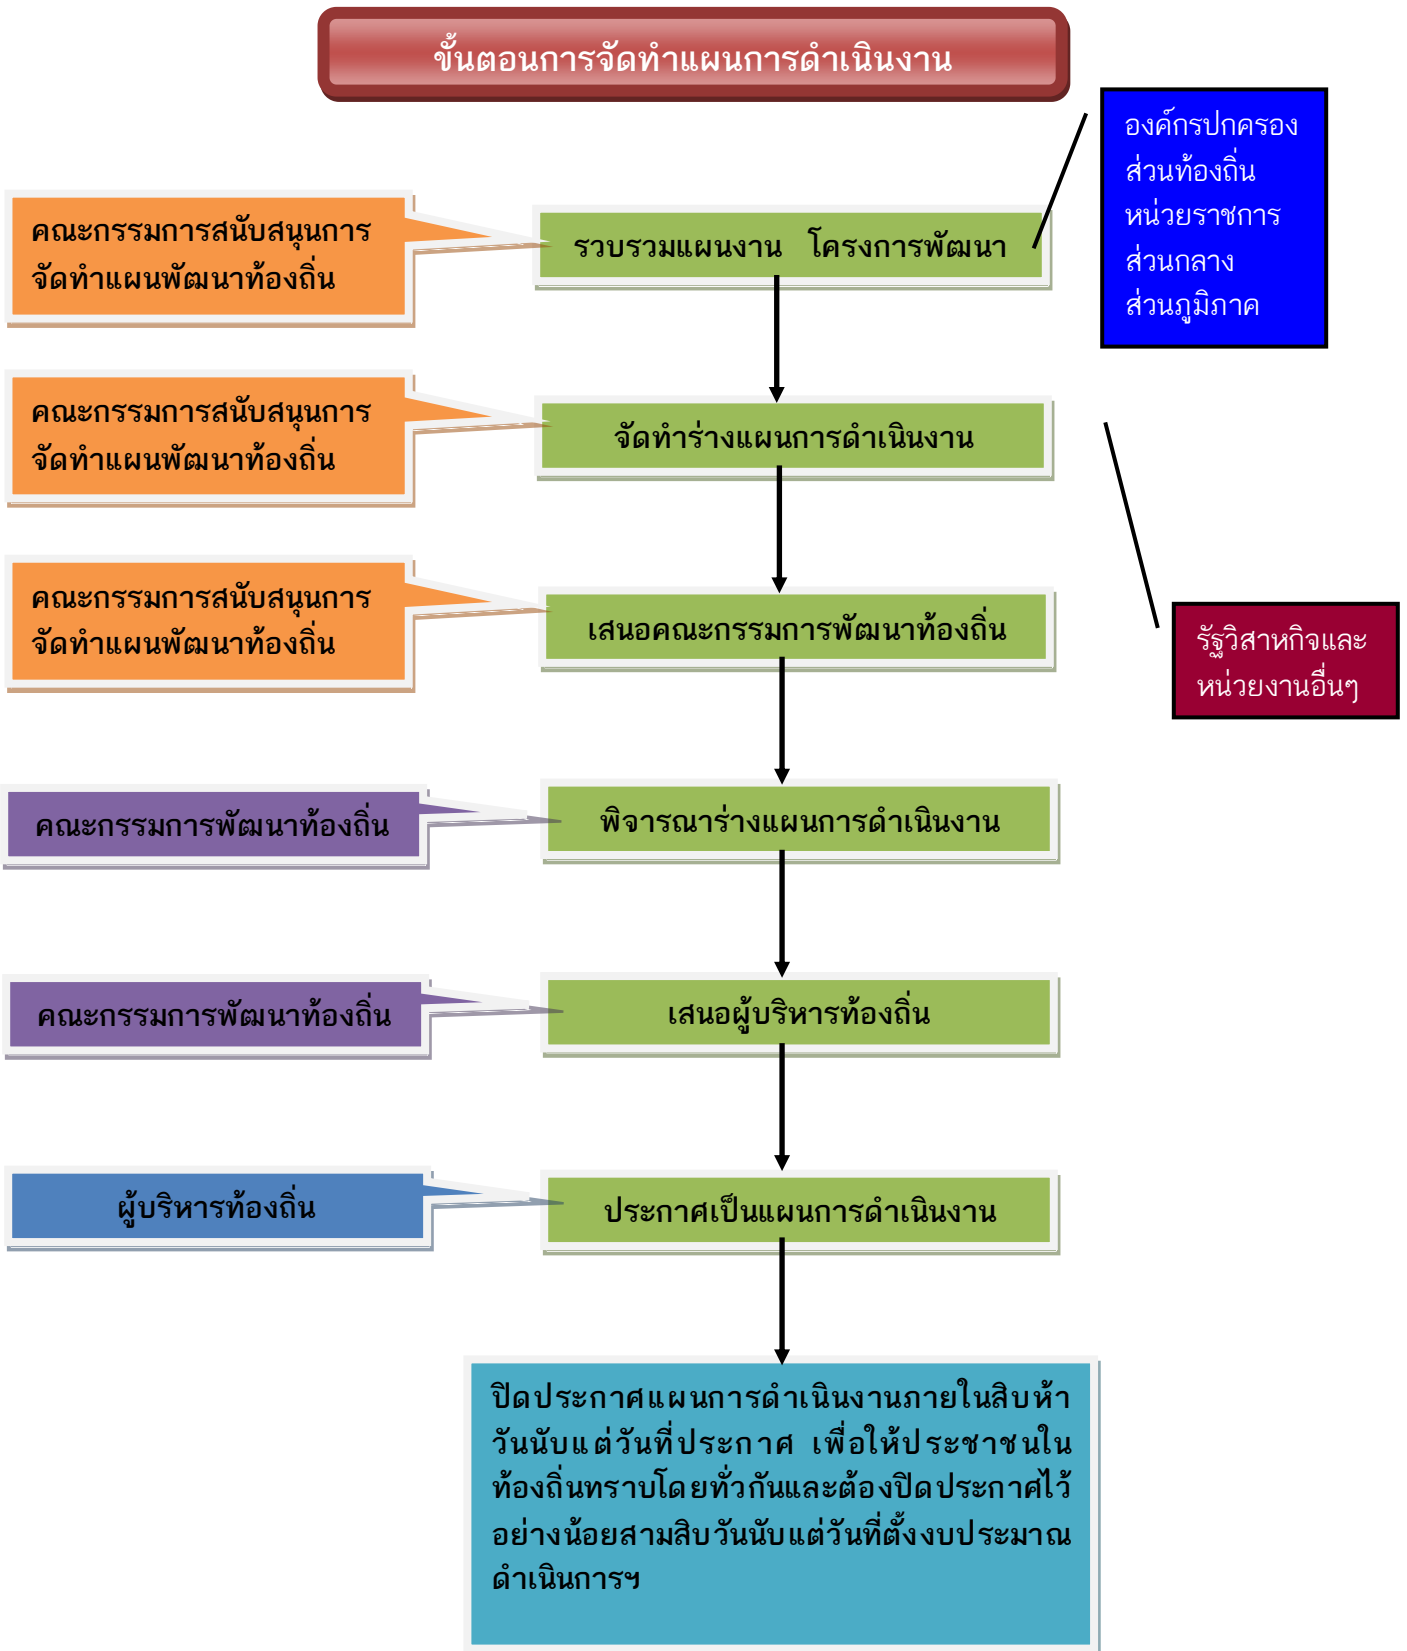 ขั้นตอนการจัดทำแผนการดำเนินงาน
องค์กรปกครอง
ส่วนท้องถิ่น
หน่วยราชการ
ส่วนกลาง
ส่วนภูมิภาค
คณะกรรมการสนับสนุนการ
จัดทำแผนพัฒนาท้องถิ่น
รวบรวมแผนงาน โครงการพัฒนา
คณะกรรมการสนับสนุนการ
จัดทำแผนพัฒนาท้องถิ่น
จัดทำร่างแผนการดำเนินงาน
คณะกรรมการสนับสนุนการ
จัดทำแผนพัฒนาท้องถิ่น
เสนอคณะกรรมการพัฒนาท้องถิ่น
รัฐวิสาหกิจและ
หน่วยงานอื่นๆ
คณะกรรมการพัฒนาท้องถิ่น
พิจารณาร่างแผนการดำเนินงาน
คณะกรรมการพัฒนาท้องถิ่น
เสนอผู้บริหารท้องถิ่น
ผู้บริหารท้องถิ่น
ประกาศเป็นแผนการดำเนินงาน
ปิดประกาศแผนการดำเนินงานภายในสิบห้า
วันนับแต่วันที่ประกาศ เพื่อให้ประชาชนใน
ท้องถิ่นทราบโดยทั่วกันและต้องปิดประกาศไว้
อย่างน้อยสามสิบวันนับแต่วันที่ตั้งงบประมาณ
ดำเนินการฯ